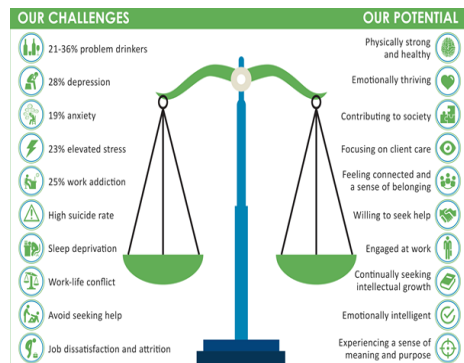 OUR CHALLENGES
21-36% problem drinkers
28% depression
19% anxiety
23% elevated stress
25% work addiction
High suicide rate
Sleep deprivation
Work-life conflict
Avoid seeking help
Job dissatisfaction and attrition
OUR POTENTIAL
Physically strong
and healthy
Emotionally thriving
Contributing to society
Focusing on client care
Feeling connected and
a sense of belonging
Willing to seek help
Engaged at work
Continually seeking
intellectual growth
Emotionally intelligent
Experiencing a sense of
meaning and purpose